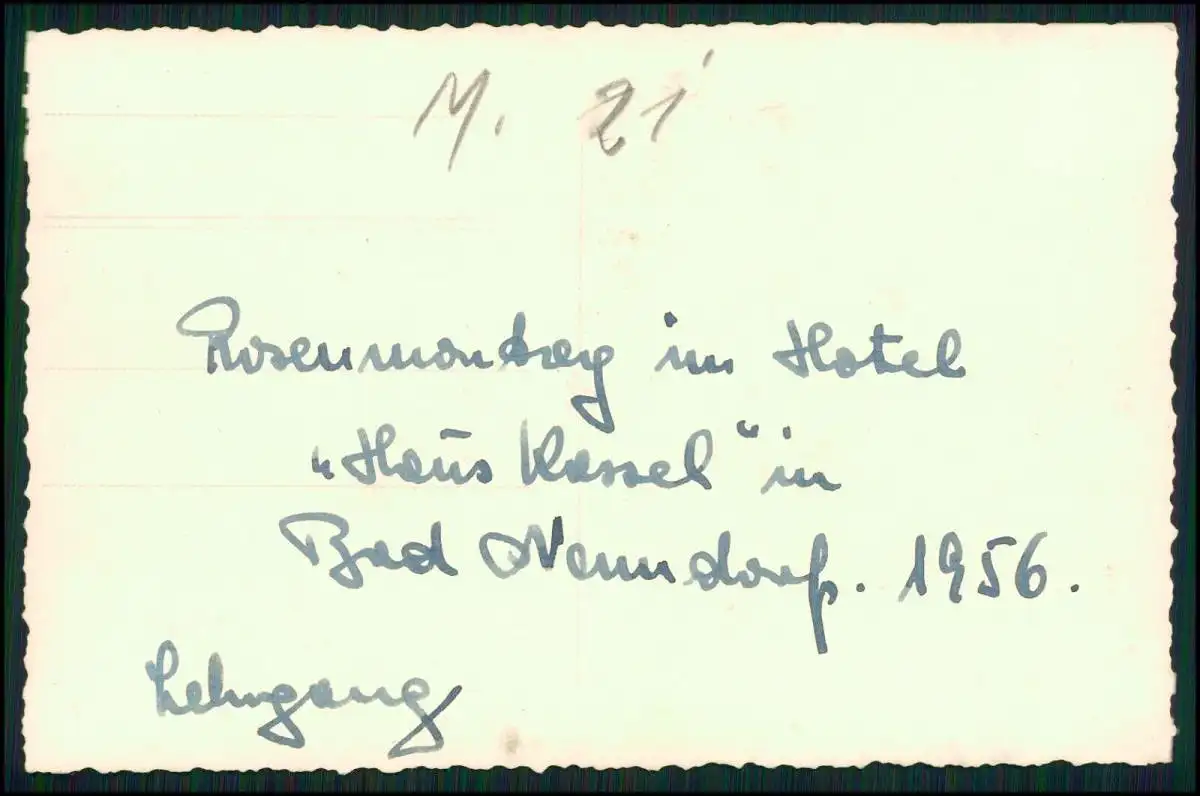 M. 21
Rosenmontag im Hotel
„Haus Kassel" in
Bad Nenndorf. 1956.
Lehrgang